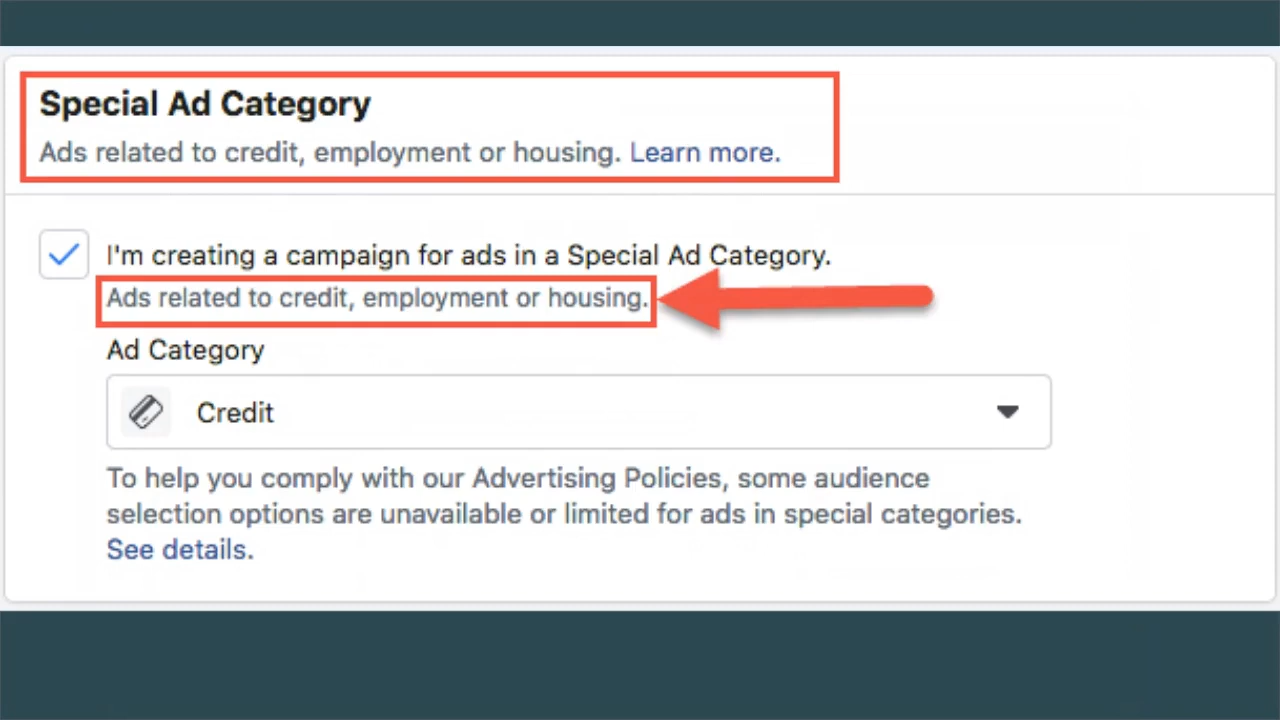 Special Ad Category
Ads related to credit, employment or housing. Learn more.
I'm creating a campaign for ads in a Special Ad Category.
Ads related to credit, employment or housing.
Ad Category
Credit
To help you comply with our Advertising Policies, some audience
selection options are unavailable or limited for ads in special categories.
See details.